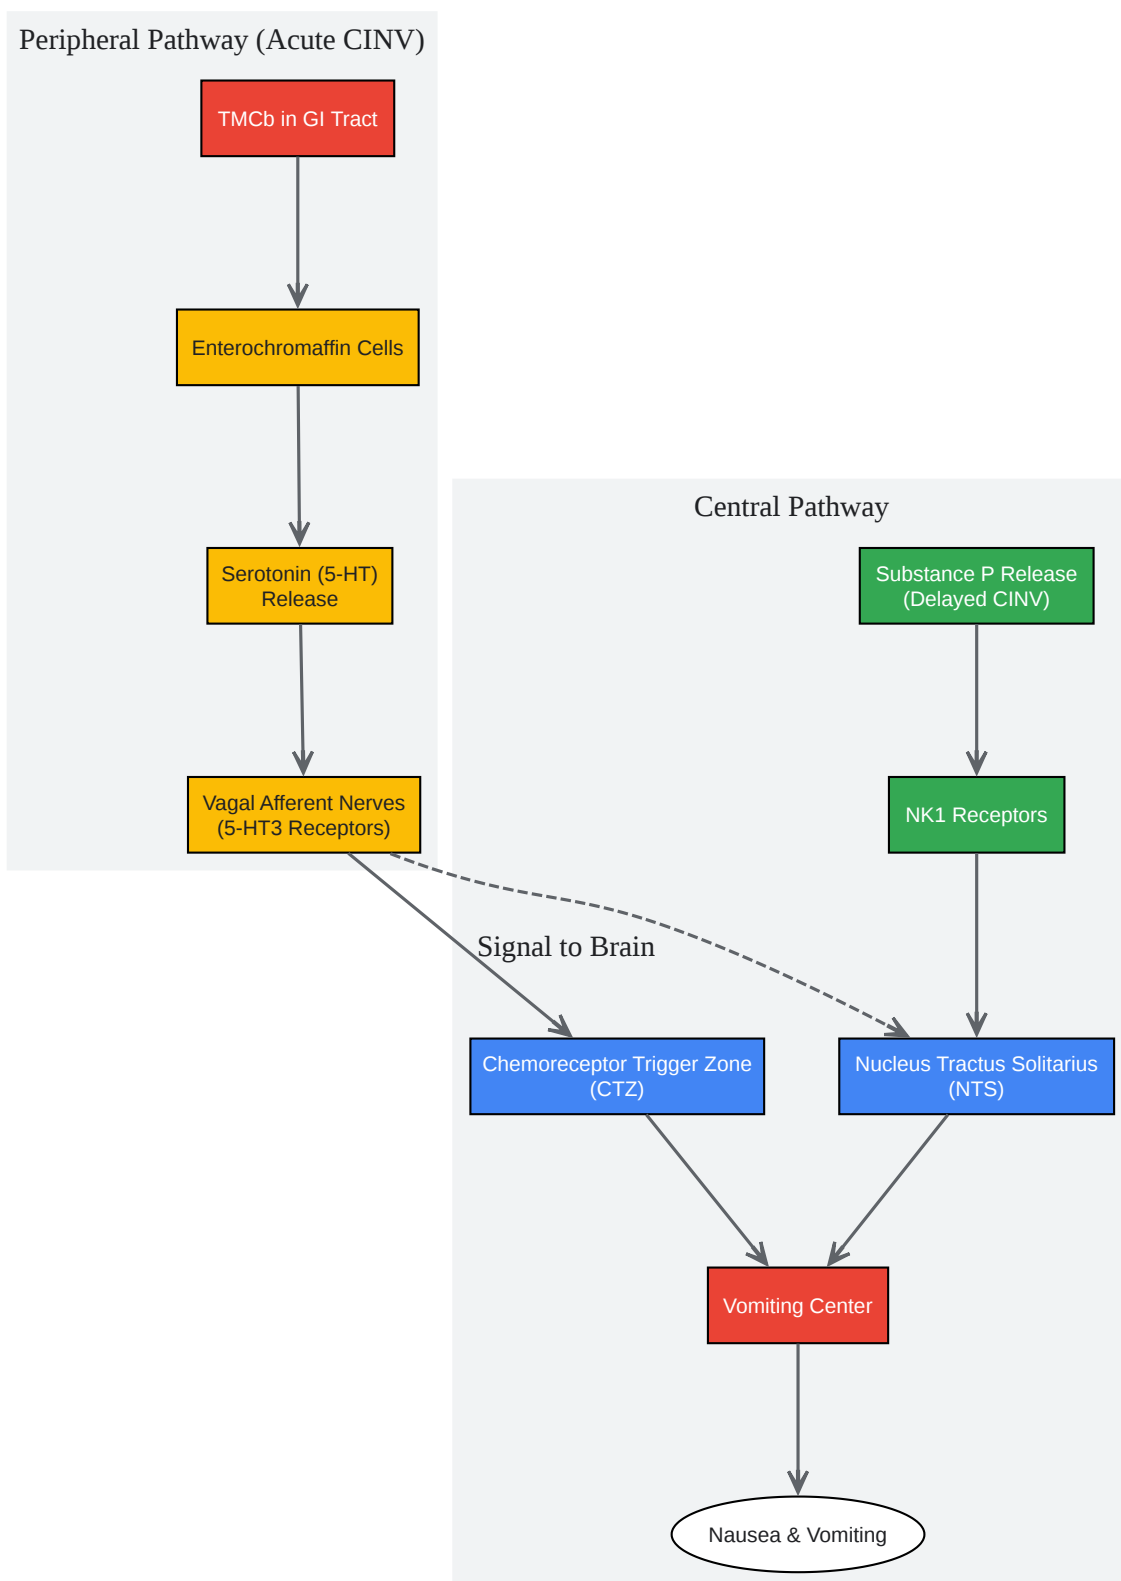 Peripheral Pathway (Acute CINV)
TMCb in GI Tract
Enterochromaffin Cells
Serotonin (5-HT)
Release
Vagal Afferent Nerves
(5-HT3 Receptors)
Central Pathway
Substance P Release
(Delayed CINV)
NK1 Receptors
Signal to Brain
Chemoreceptor Trigger Zone
(CTZ)
Nucleus Tractus Solitarius
(NTS)
Vomiting Center
Nausea & Vomiting